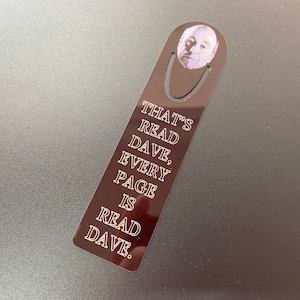 THAT'S
READ
DAVE,
EVERY
PAGE
IS
READ
DAVE.